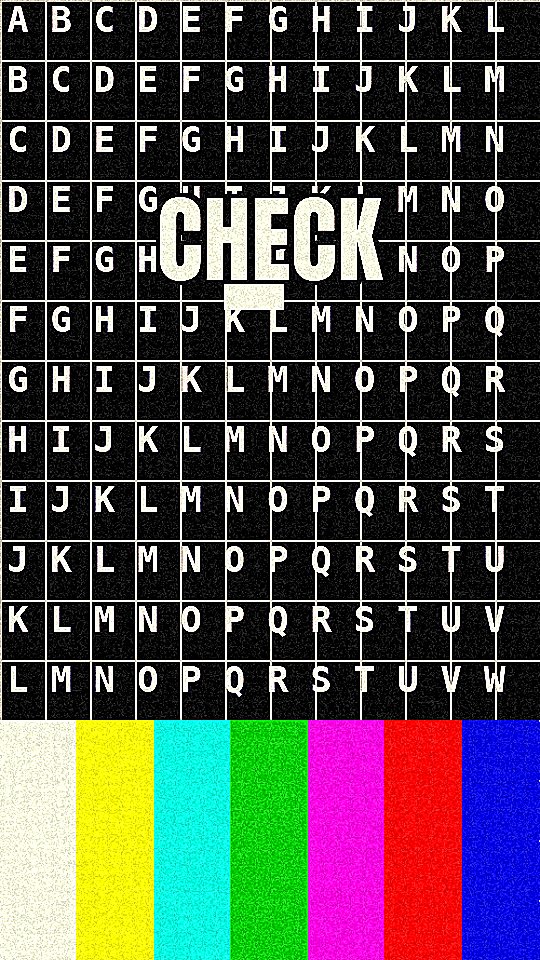 A B C D E F G H I J K L
B C D E F G H I J K L M
C D E F G H I J K L M N
D E F G M N O
CHECK
E F G H N O P
F G H I J K L M N O P Q
G H I J K L M N O P Q R
H I J K L M N O P Q R S
I J K L M N O P Q R S T
J K L M N O P Q R S T U
K L M N O P Q R S T U V
L M N O P Q R S T U V W